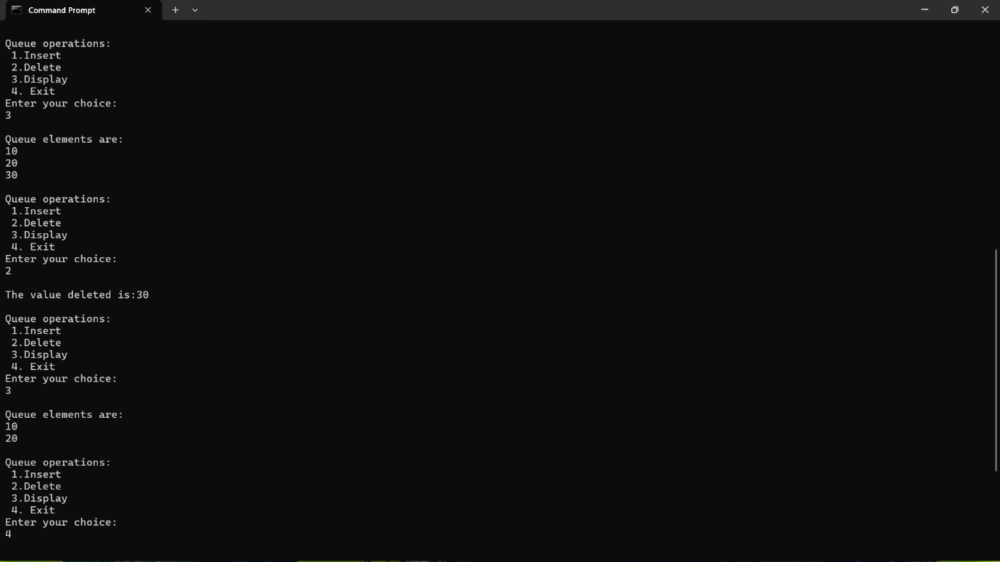 Command Prompt
Queue operations:
1.Insert
2.Delete
3.Display
4. Exit
Enter your choice:
3
Queue elements are:
10
20
30
Queue operations:
1.Insert
2.Delete
3.Display
4. Exit
Enter your choice:
2
The value deleted is:30
Queue operations:
1.Insert
2.Delete
3.Display
4. Exit
Enter your choice:
3
Queue elements are:
10
20
Queue operations:
1.Insert
2.Delete
3.Display
4. Exit
Enter your choice:
4